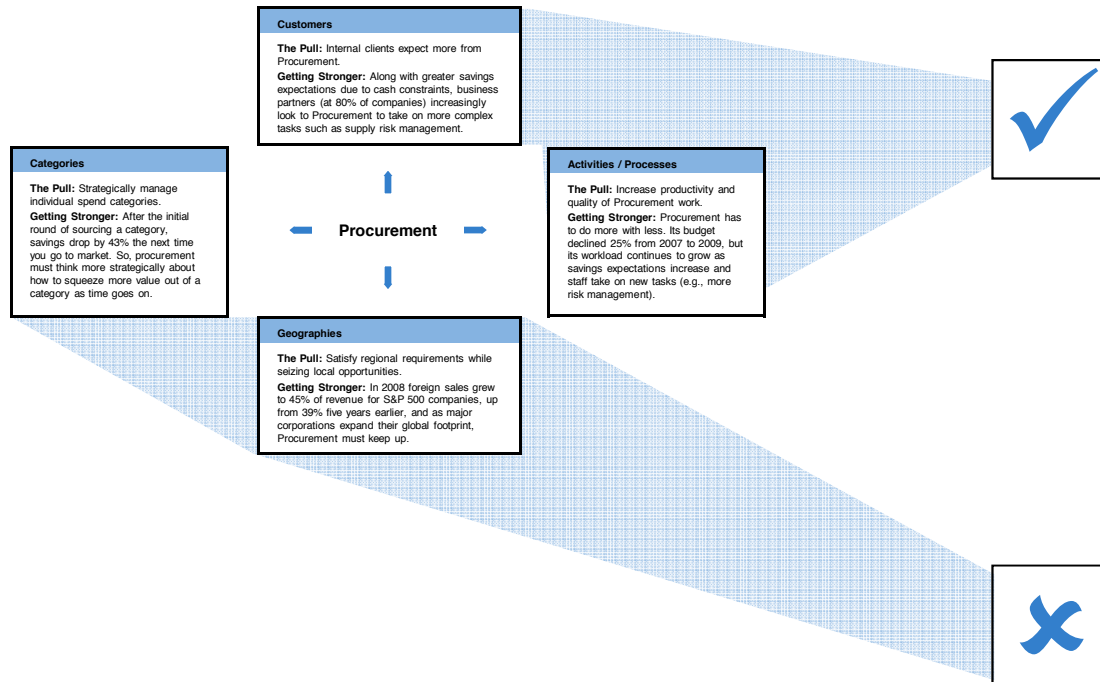 Customers
The Pull: Internal clients expect more from
Procurement.
Getting Stronger: Along with greater savings
expectations due to cash constraints, business
partners (at 80% of companies) increasingly
look to Procurement to take on more complex
tasks such as supply risk management.
Categories
The Pull: Strategically manage
individual spend categories.
Getting Stronger: After the initial
round of sourcing a category,
savings drop by 43% the next time
you go to market. So, procurement
must think more strategically about
how to squeeze more value out of a
category as time goes on.
Procurement
Activities / Processes
The Pull: Increase productivity and
quality of Procurement work.
Getting Stronger: Procurement has
to do more with less. Its budget
declined 25% from 2007 to 2009, but
its workload continues to grow as
savings expectations increase and
staff take on new tasks (e.g., more
risk management).
Geographies
The Pull: Satisfy regional requirements while
seizing local opportunities.
Getting Stronger: In 2008 foreign sales grew
to 45% of revenue for S&P 500 companies, up
from 39% five years earlier, and as major
corporations expand their global footprint,
Procurement must keep up.